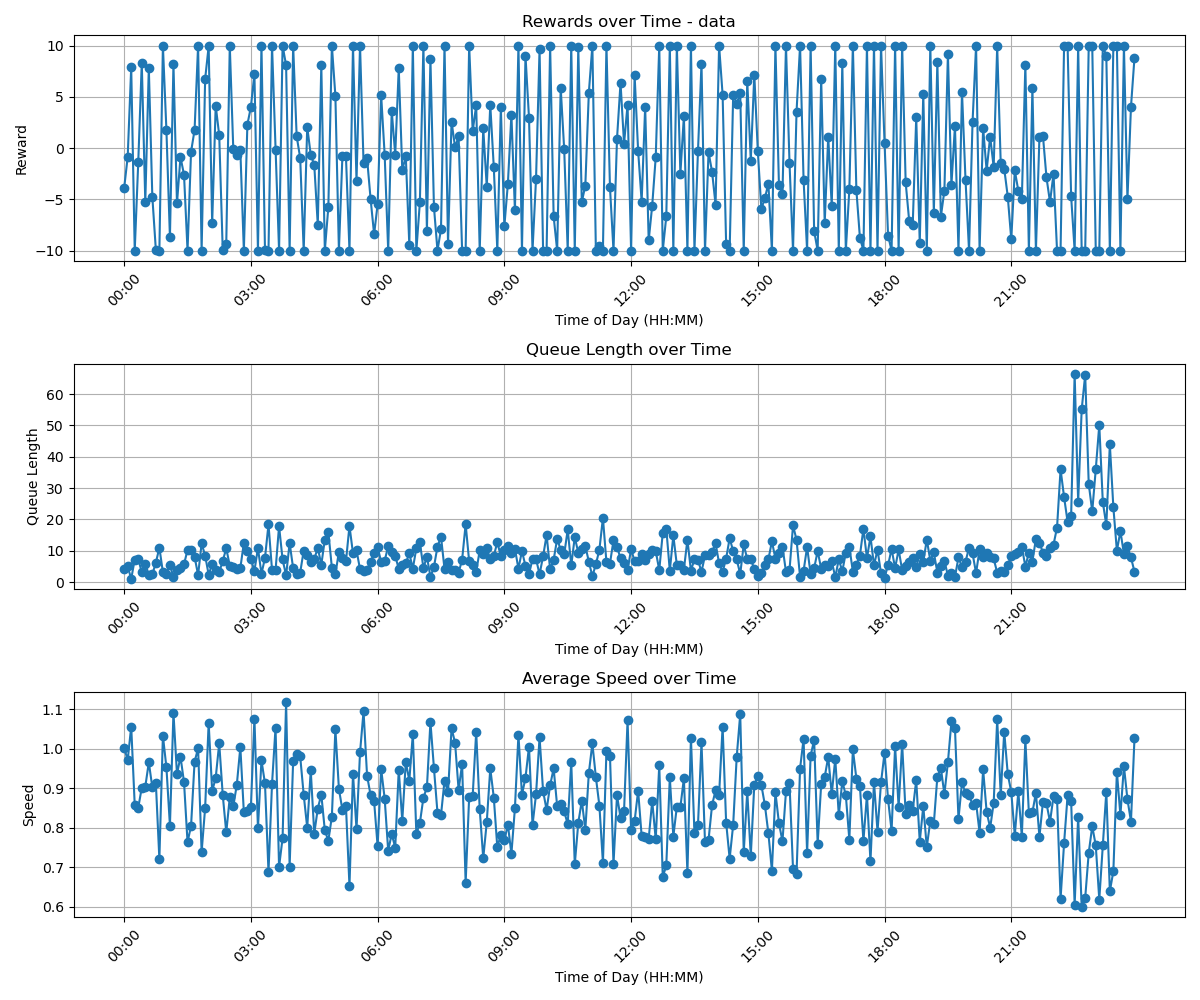 Rewards over Time - data
Reward
10
5
0
−5
−10
00:00 03:00 06:00 09:00 12:00 15:00 18:00 21:00
Time of Day (HH:MM)
Queue Length over Time
Queue Length
60
50
40
30
20
10
0
00:00 03:00 06:00 09:00 12:00 15:00 18:00 21:00
Time of Day (HH:MM)
Average Speed over Time
Speed
1.1
1.0
0.9
0.8
0.7
0.6
00:00 03:00 06:00 09:00 12:00 15:00 18:00 21:00
Time of Day (HH:MM)